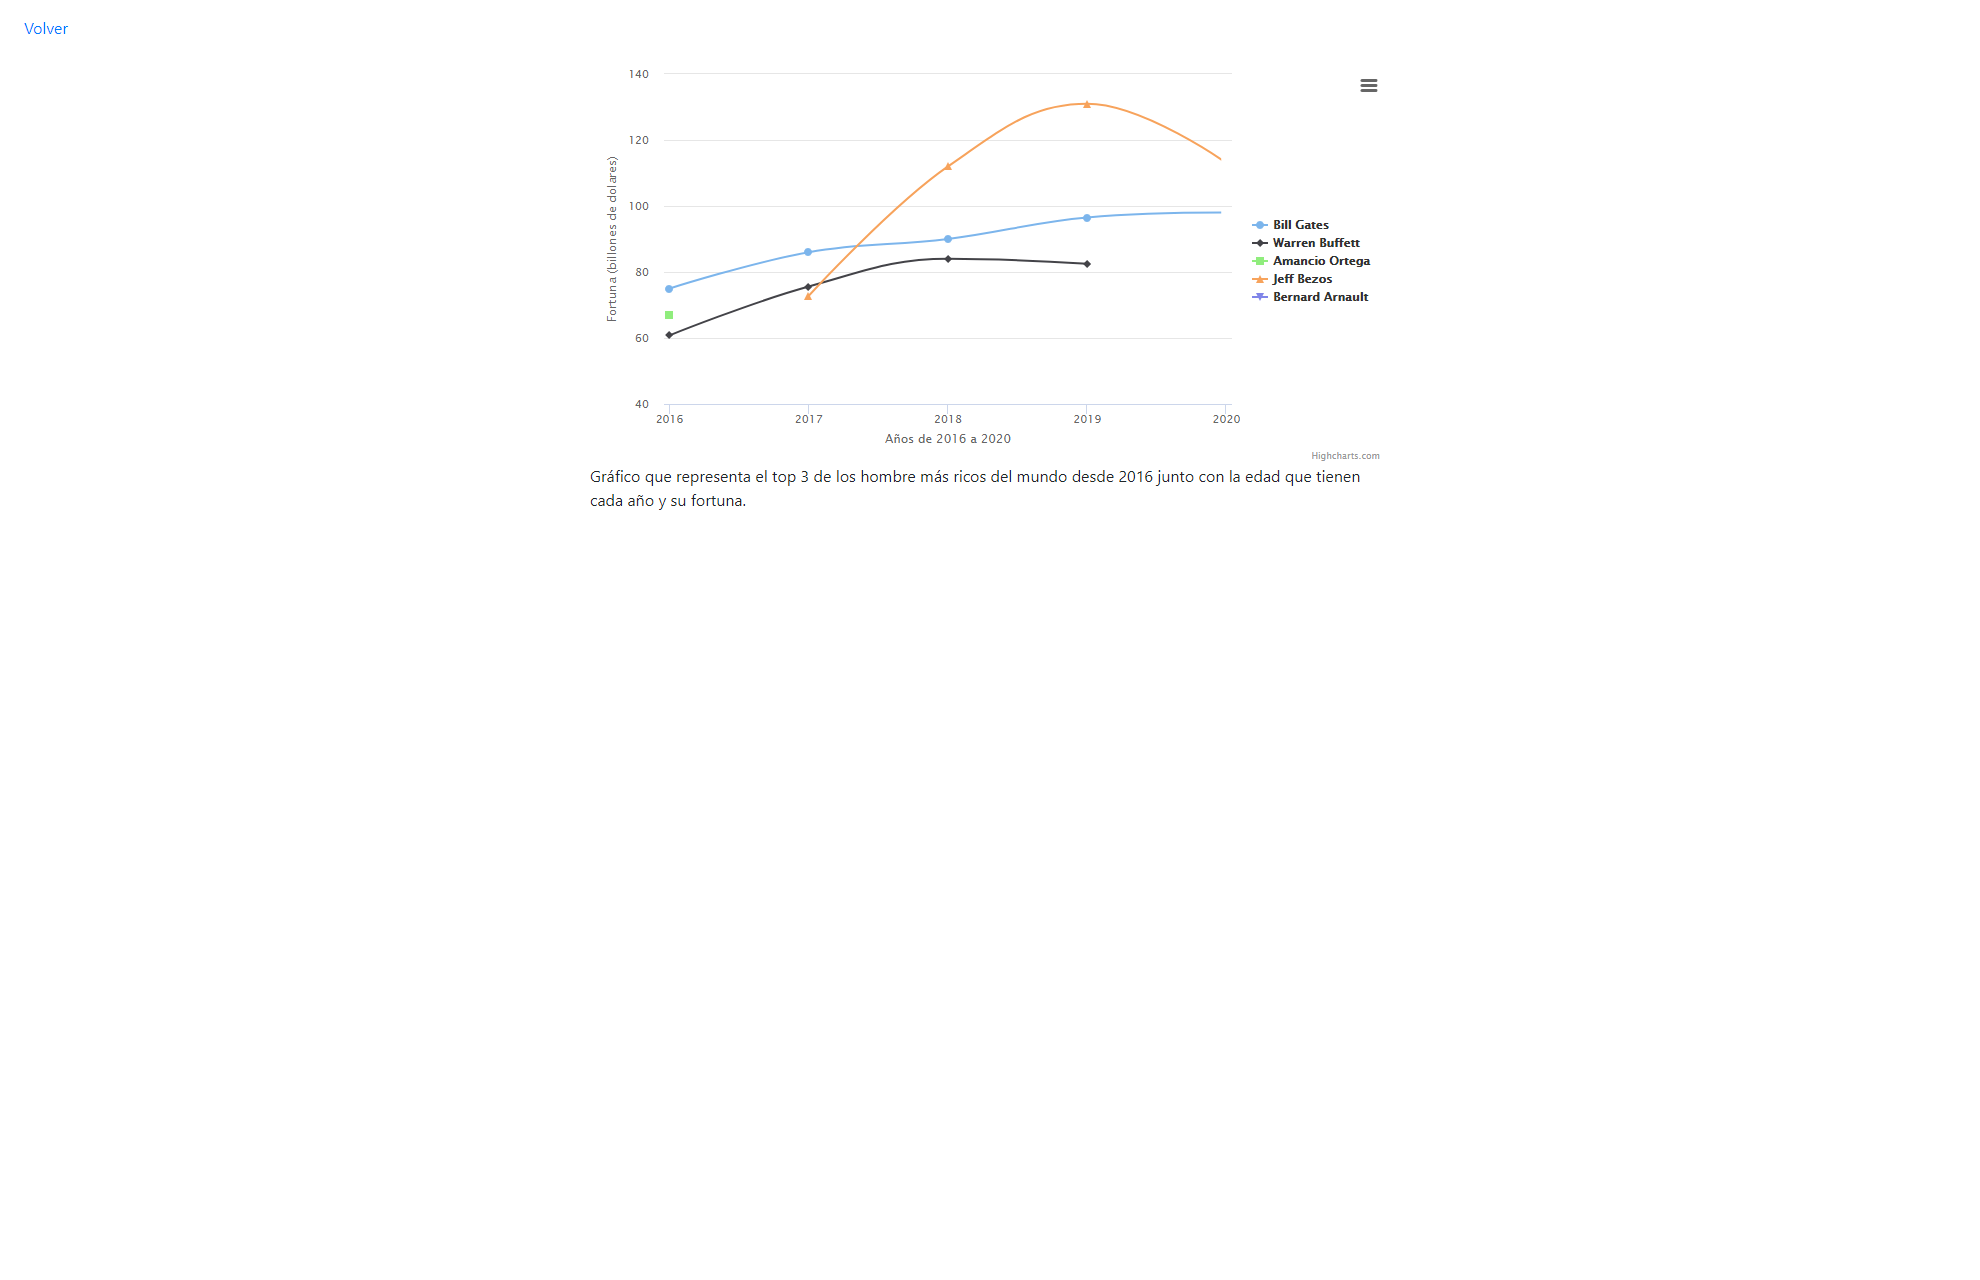 Volver
140
120
100
80
60
40
Fortuna (billones de dolares)
2016 2017 2018 2019 2020
Años de 2016 a 2020
Bill Gates
Warren Buffett
Amancio Ortega
Jeff Bezos
Bernard Arnault
Highcharts.com
Gráfico que representa el top 3 de los hombre más ricos del mundo desde 2016 junto con la edad que tienen
cada año y su fortuna.